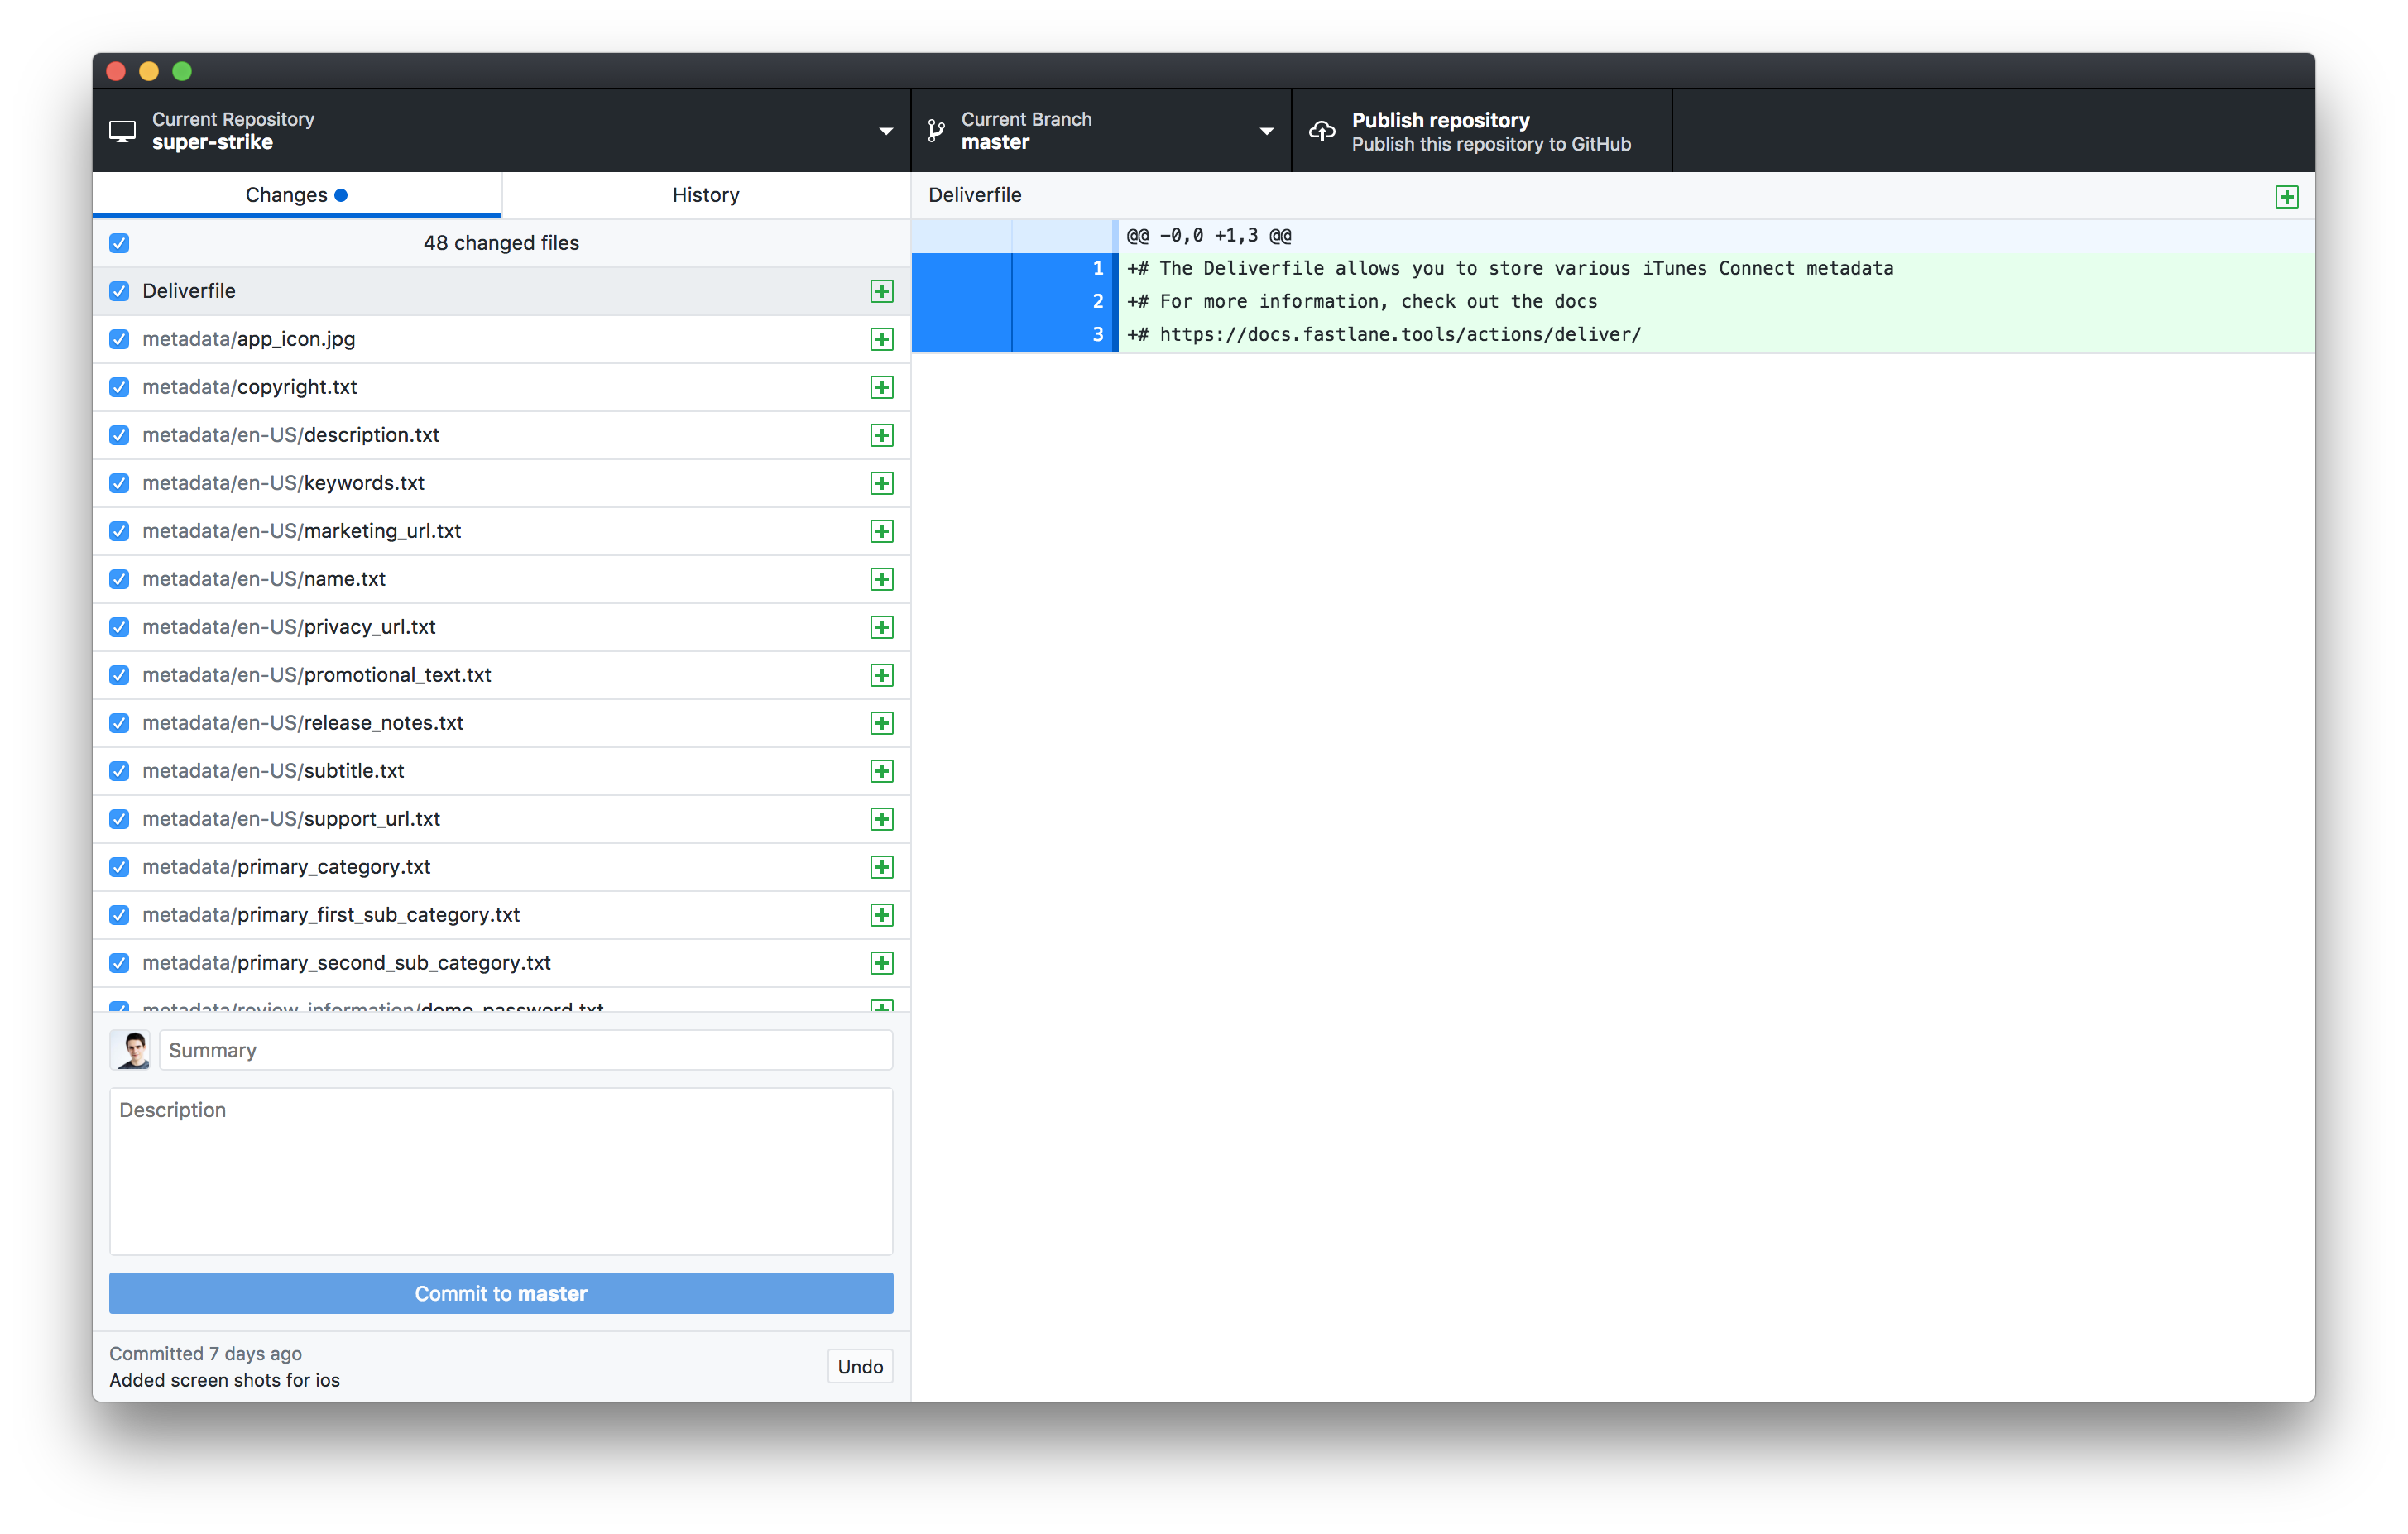 Current Repository
super-strike
Current Branch
master
Publish repository
Publish this repository to GitHub
Changes
History
48 changed files
Deliverfile
metadata/app_icon.jpg
metadata/copyright.txt
metadata/en-US/description.txt
metadata/en-US/keywords.txt
metadata/en-US/marketing_url.txt
metadata/en-US/name.txt
metadata/en-US/privacy_url.txt
metadata/en-US/promotional_text.txt
metadata/en-US/release_notes.txt
metadata/en-US/subtitle.txt
metadata/en-US/support_url.txt
metadata/primary_category.txt
metadata/primary_first_sub_category.txt
metadata/primary_second_sub_category.txt
metadata/review_information/demo_password.txt
Summary
Description
Commit to master
Committed 7 days ago
Added screen shots for ios
Undo
Deliverfile
@@ -0,0 +1,3 @@
1 +# The Deliverfile allows you to store various iTunes Connect metadata
2 +# For more information, check out the docs
3 +# https://docs.fastlane.tools/actions/deliver/